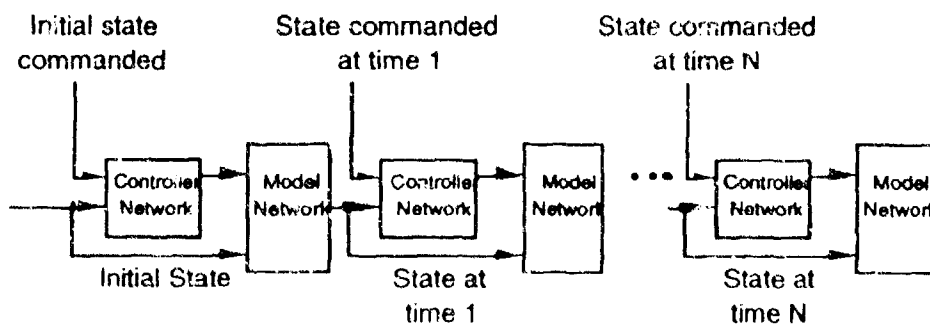 Initial state
commanded
State commanded
at time 1
State commanded
at time N
Controller
Network
Model
Network
Controller
Network
Model
Network
Controller
Network
Model
Network
Initial State
State at
time 1
State at
time N